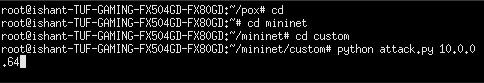 root@ishant-TUF-GAMING-FX504GD-FX80GD:~/pox# cd
root@ishant-TUF-GAMING-FX504GD-FX80GD:~# cd mininet
root@ishant-TUF-GAMING-FX504GD-FX80GD:~/mininet# cd custom
root@ishant-TUF-GAMING-FX504GD-FX80GD:~/mininet/custom# python attack.py 10.0.0
.64